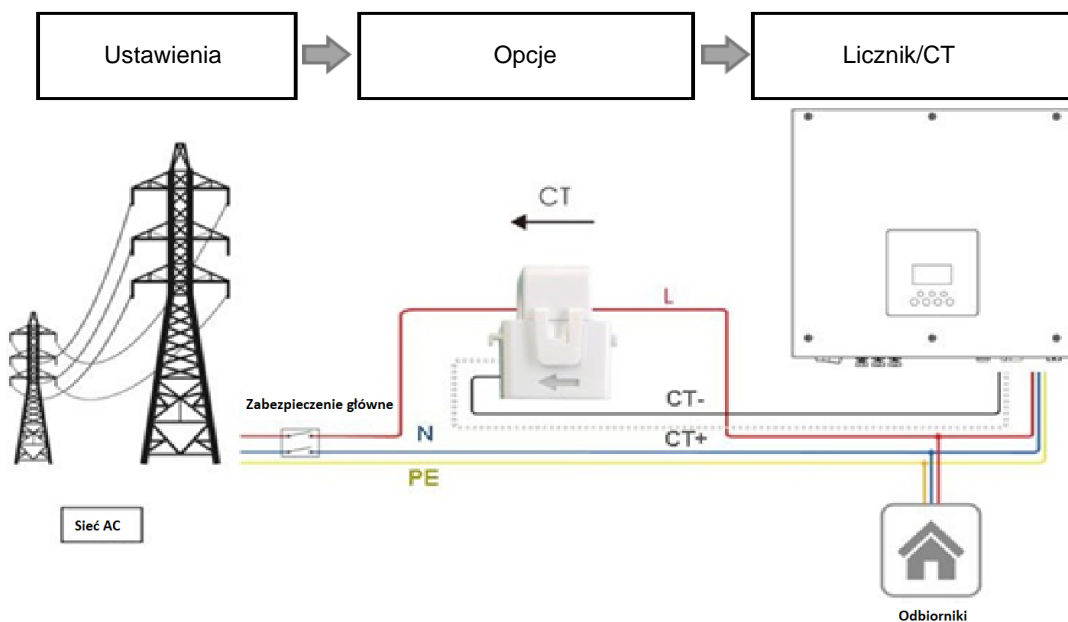 Ustawienia
Opcje
Licznik/CT
CT
L
Zabezpieczenie główne
CT-
N
CT+
PE
Sieć AC
Odbiorniki